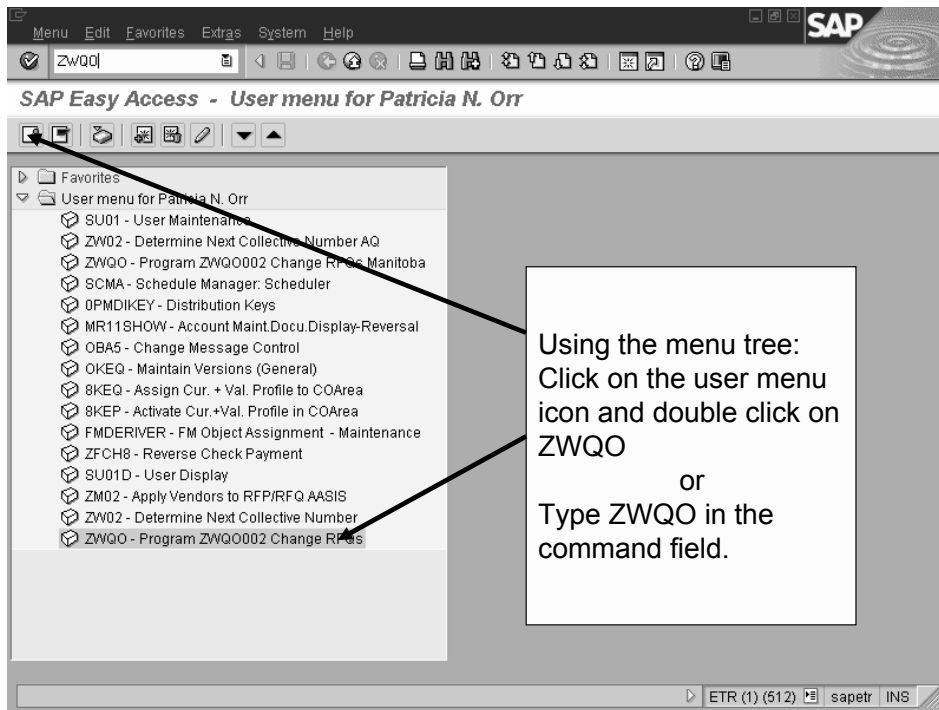 Menu Edit Favorites Extras System Help
SAP
ZWQO
SAP Easy Access - User menu for Patricia N. Orr
Favorites
User menu for Patricia N. Orr
SU01 - User Maintenance
ZW02 - Determine Next Collective Number AQ
ZWQO - Program ZWQO002 Change RFQs Manitoba
SCMA - Schedule Manager: Scheduler
0PMDIKEY - Distribution Keys
MR11SHOW - Account Maint.Docu.Display-Reversal
OBA5 - Change Message Control
OKEQ - Maintain Versions (General)
8KEQ - Assign Cur. + Val. Profile to COArea
8KEP - Activate Cur.+Val. Profile in COArea
FMDERIVER - FM Object Assignment - Maintenance
ZFCH8 - Reverse Check Payment
SU01D - User Display
ZM02 - Apply Vendors to RFP/RFQ AASIS
ZW02 - Determine Next Collective Number
ZWQO - Program ZWQO002 Change RFQs
Using the menu tree:
Click on the user menu
icon and double click on
ZWQO
or
Type ZWQO in the
command field.
ETR (1) (512) sapetr INS